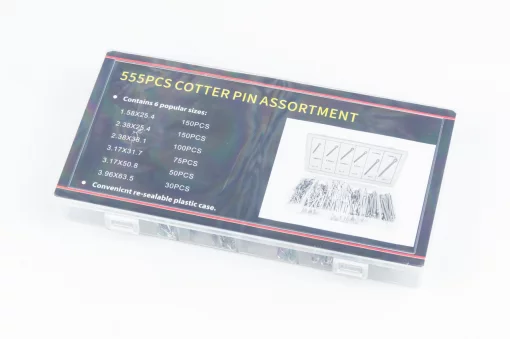 555PCS COTTER PIN ASSORTMENT
Contains 6 popular sizes:
1.58X25.4 150PCS
2.38X25.4 150PCS
2.38X38.1 100PCS
3.17X31.7 75PCS
3.17X50.8 50PCS
3.96X63.5 30PCS
Convenicnt re-sealable plastic case.